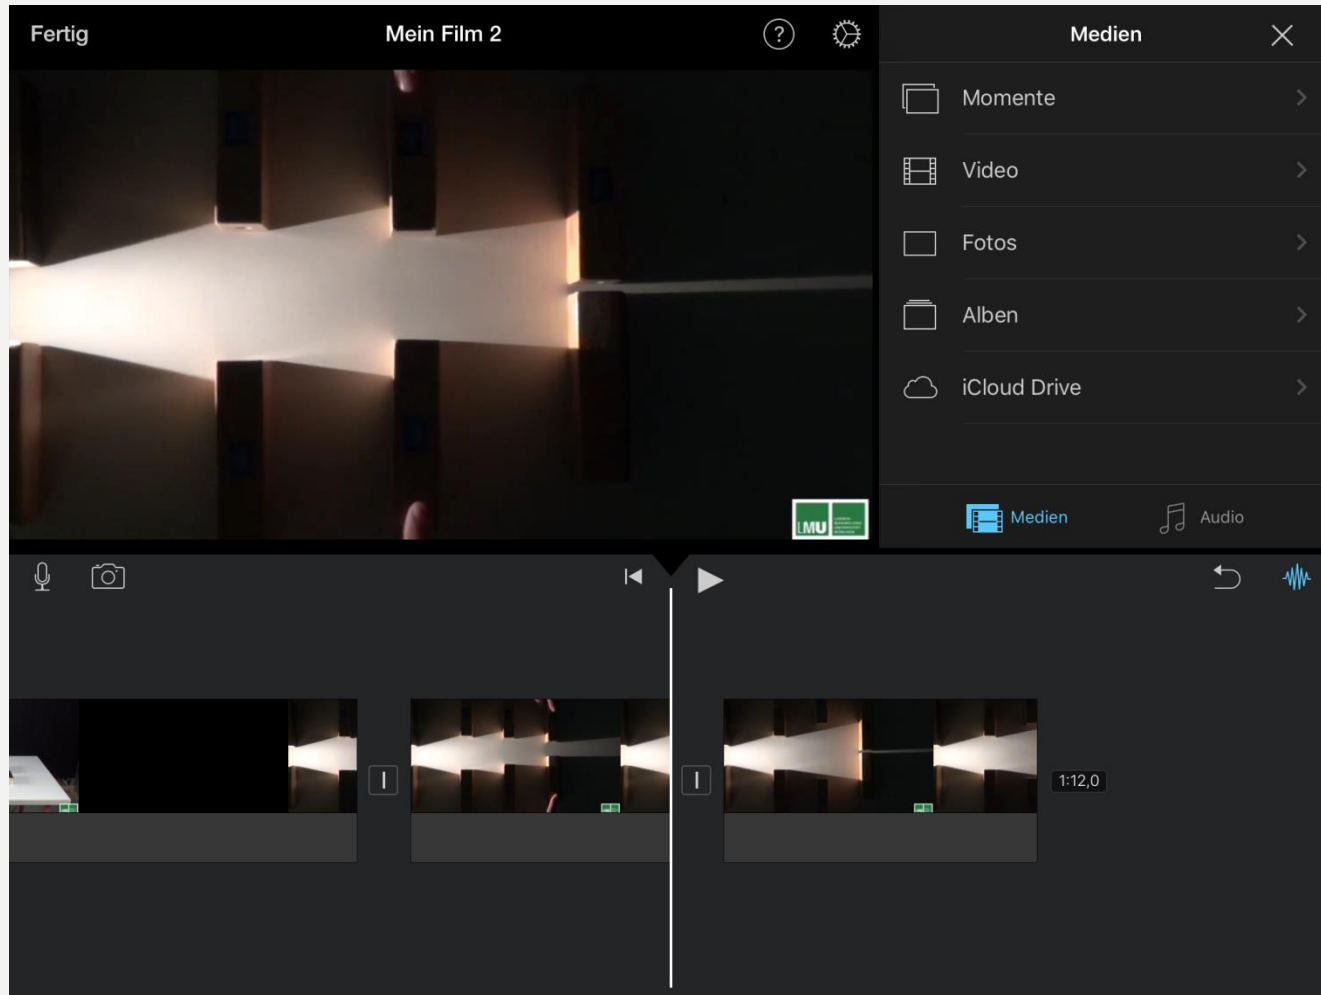 Fertig
Mein Film 2
?
Medien
Momente
Video
Fotos
Alben
iCloud Drive
LMU
Medien
Audio
1:12,0